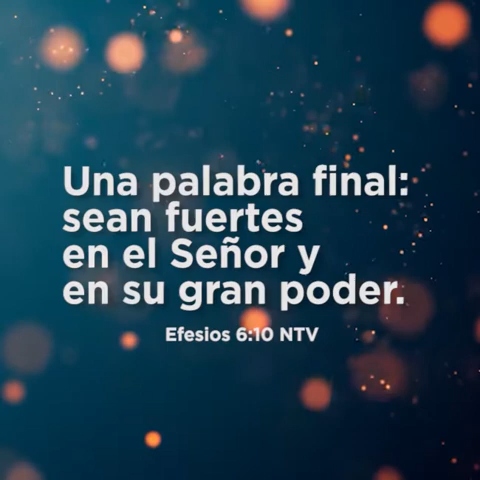 Una palabra final:
sean fuertes
en el Señor y
en su gran poder.
Efesios 6:10 NTV